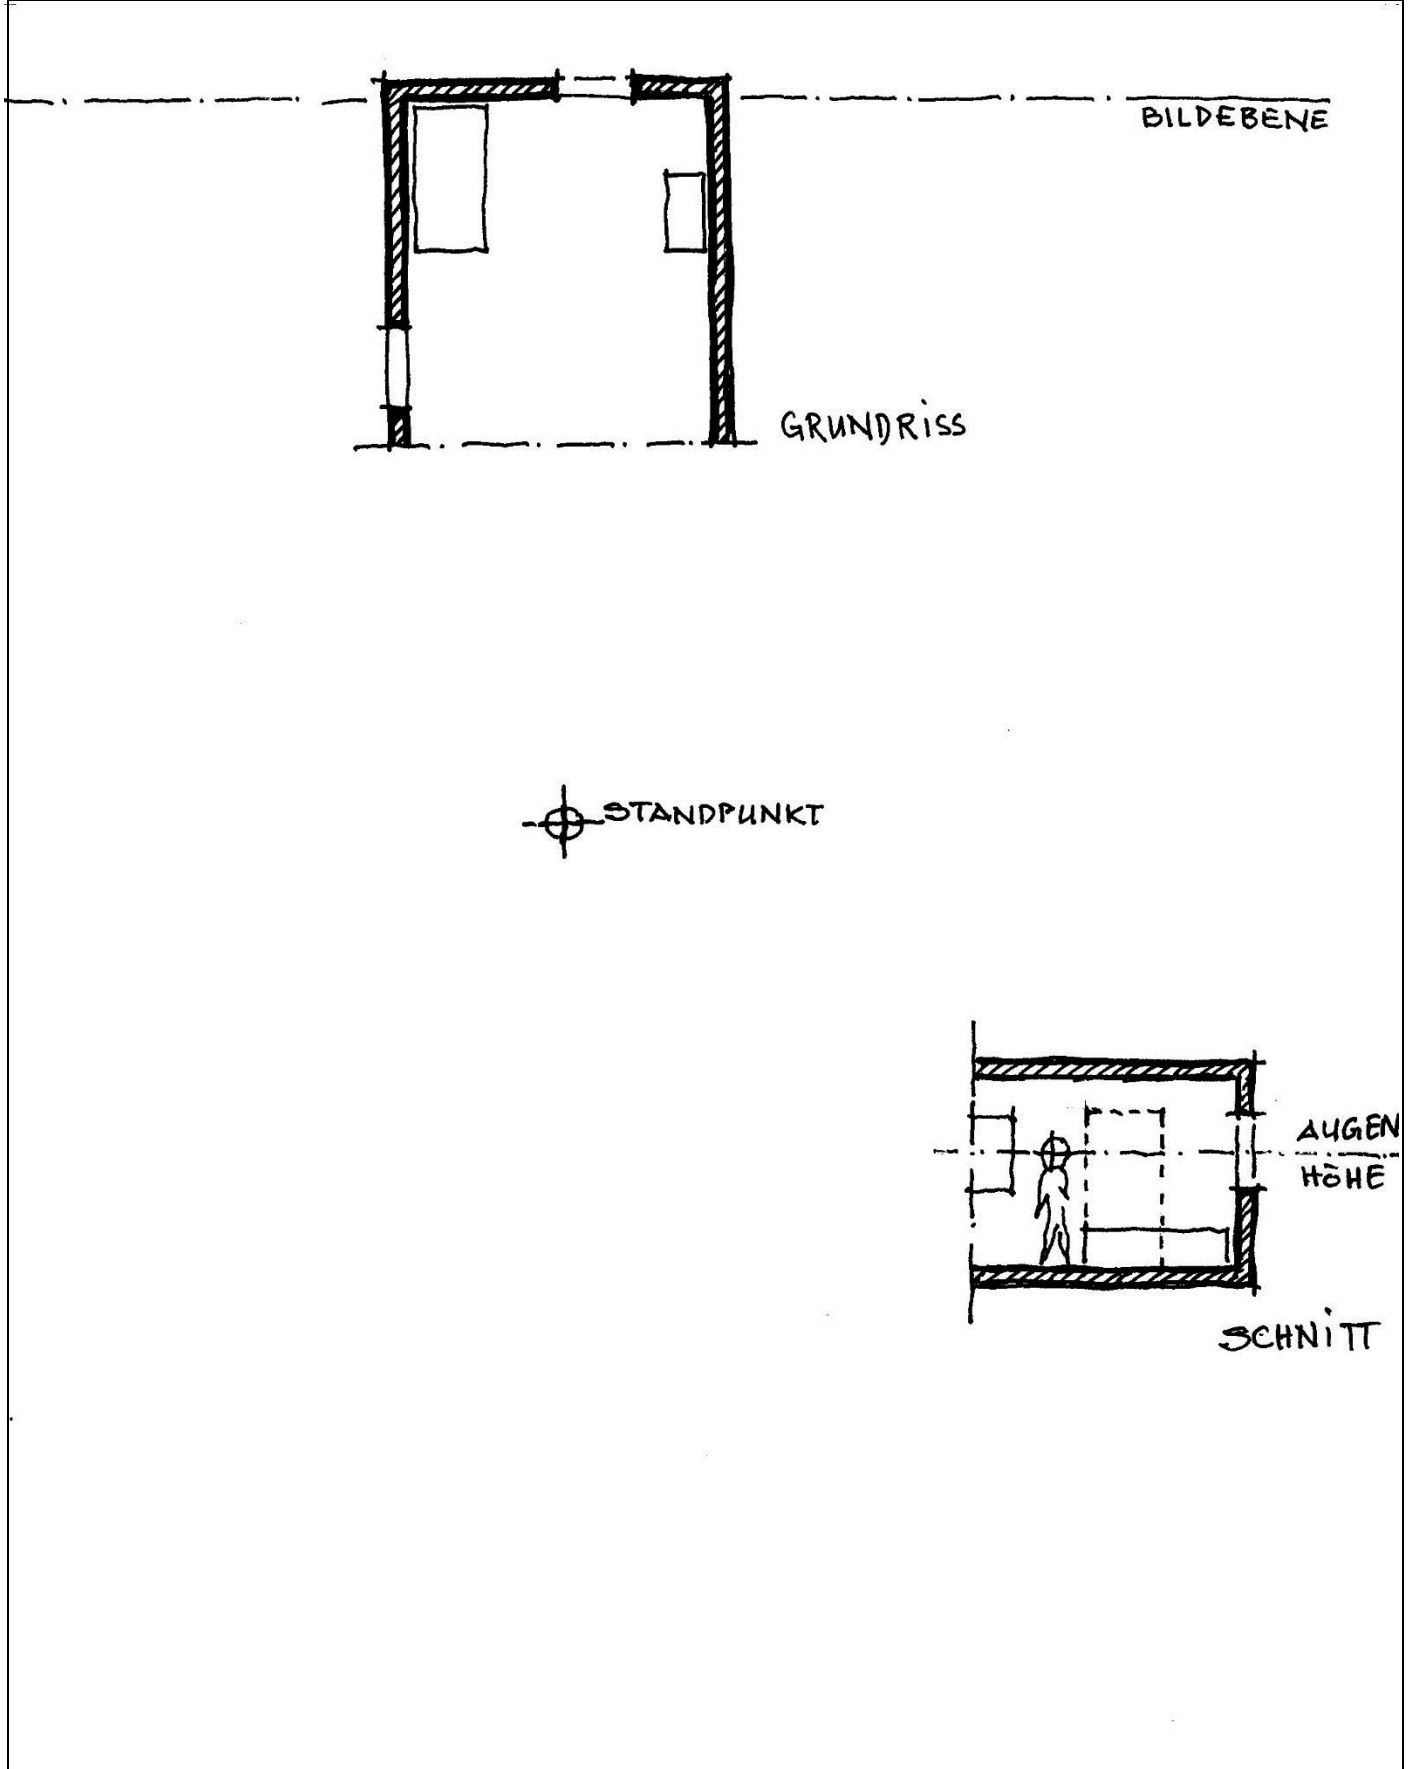 BILDEBENE
GRUNDRiSS
STANDPUNKT
AUGEN
HÖHE
SCHNiTT